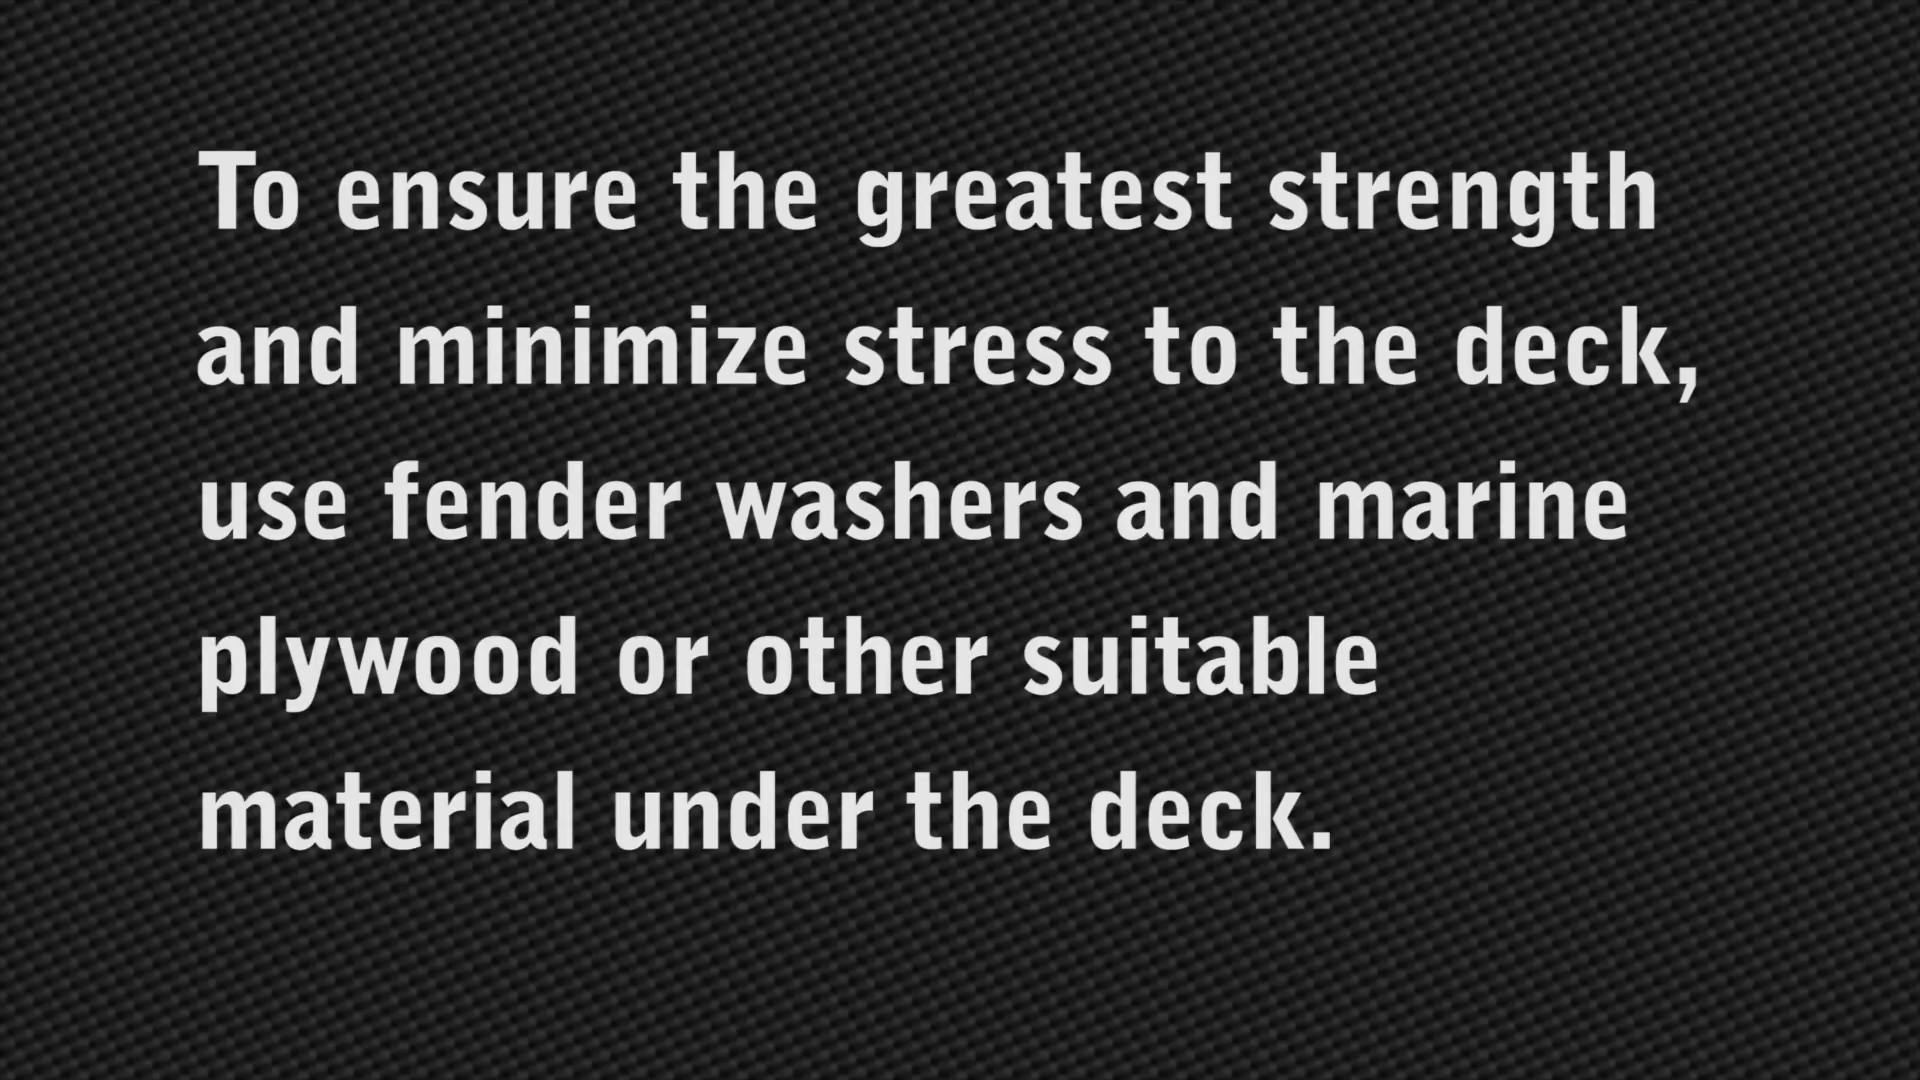 To ensure the greatest strength
and minimize stress to the deck,
use fender washers and marine
plywood or other suitable
material under the deck.